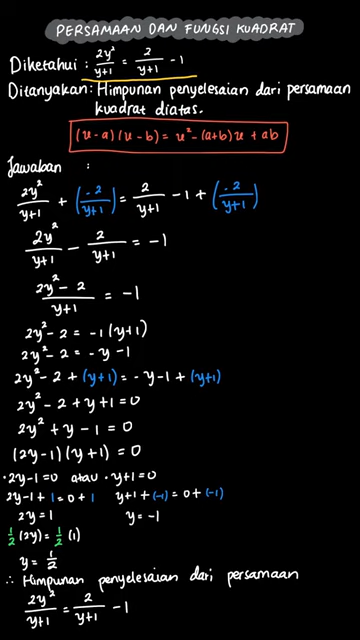 PERSAMAAN DAN FUNGSI KUADRAT
Diketahui : 2y²/(y+1) = 2/(y+1) - 1
Ditanyakan : Himpunan penyelesaian dari persamaan
kuadrat diatas.
(u-a)(u-b) = u² - (a+b)u + ab
Jawaban :
2y²/(y+1) + (-2/(y+1)) = 2/(y+1) - 1 + (-2/(y+1))
2y²/(y+1) - 2/(y+1) = -1
(2y² - 2)/(y+1) = -1
2y² - 2 = -1(y+1)
2y² - 2 = -y - 1
2y² - 2 + (y+1) = -y - 1 + (y+1)
2y² - 2 + y + 1 = 0
2y² + y - 1 = 0
(2y-1)(y+1) = 0
• 2y-1=0 atau • y+1=0
2y-1+1=0+1 y+1+(-1)=0+(-1)
2y=1 y=-1
1/2(2y)=1/2(1)
y=1/2
∴ Himpunan penyelesaian dari persamaan
2y²/(y+1) = 2/(y+1) - 1